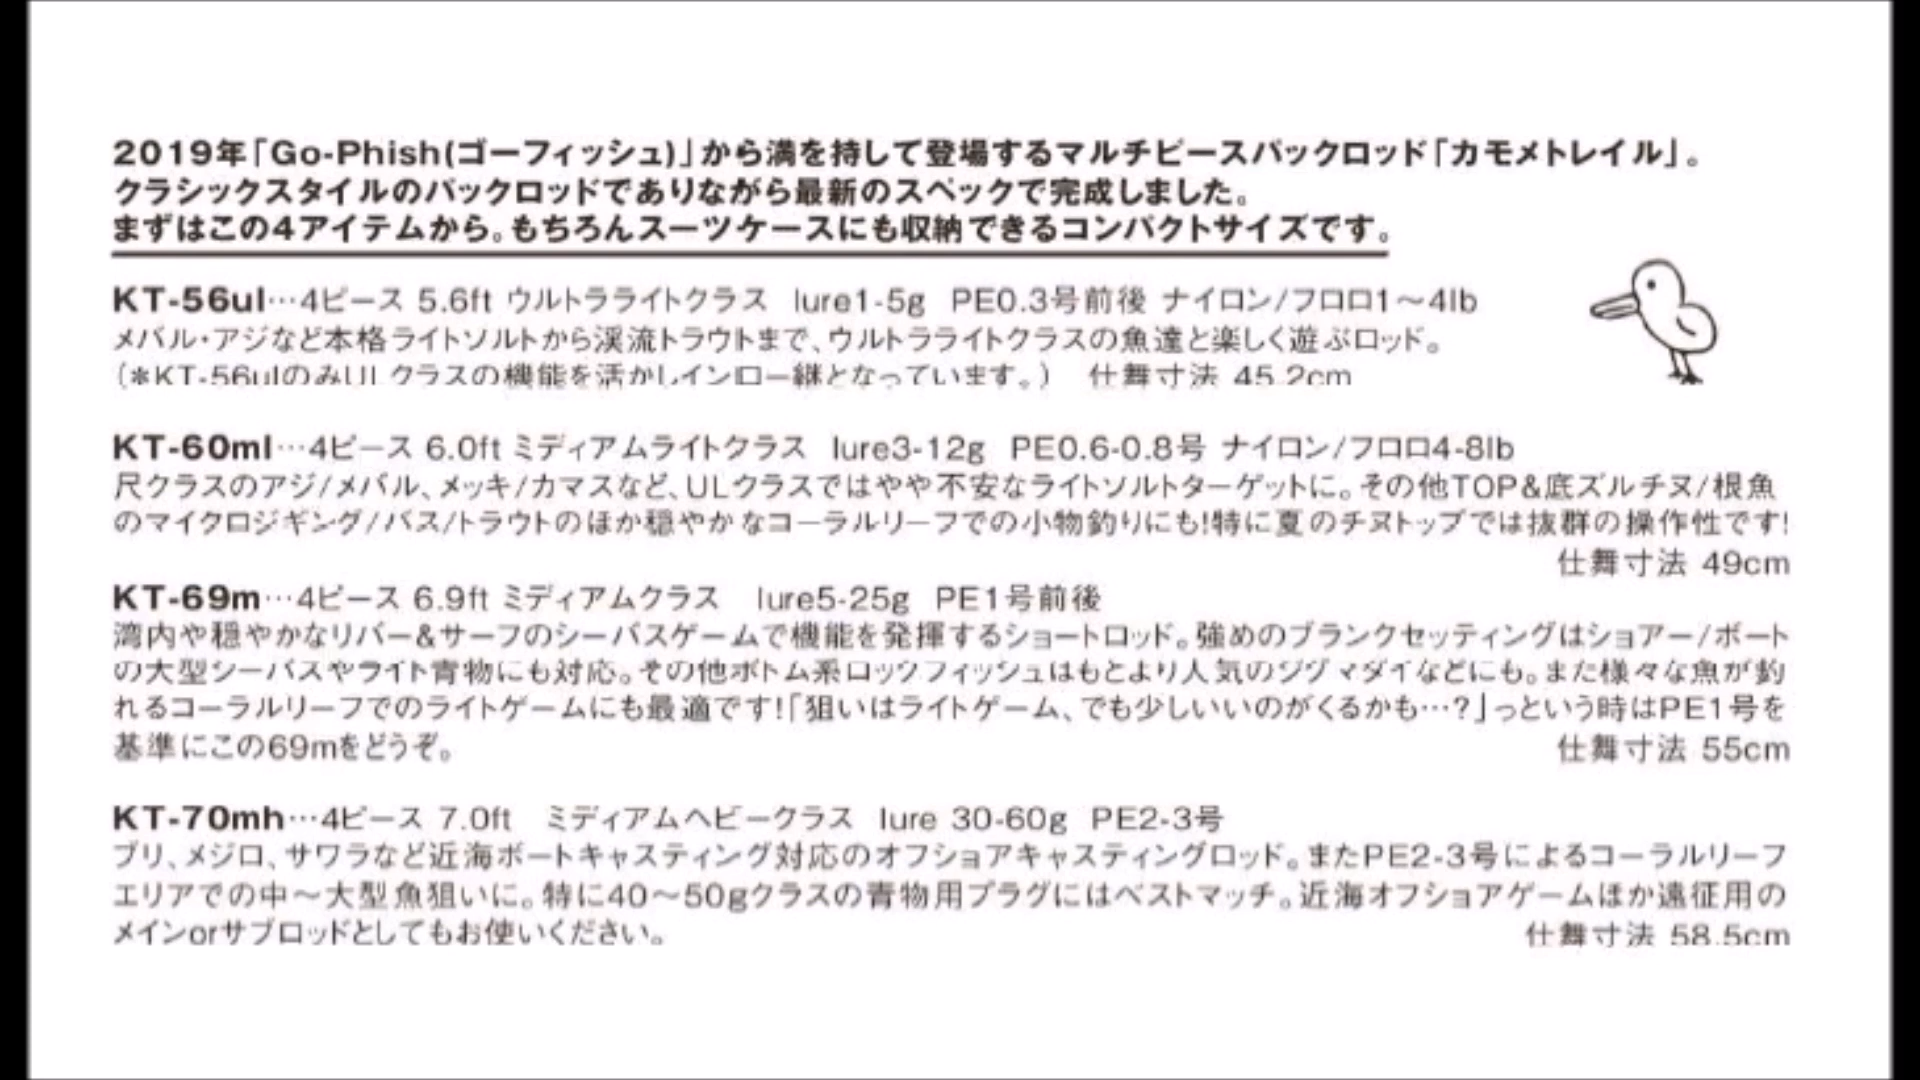 2019年「Go-Phish(ゴーフィッシュ)」から満を持して登場するマルチピースパックロッド「カモメトレイル」。
クラシックスタイルのパックロッドでありながら最新のスペックで完成しました。
まずはこの4アイテムから。もちろんスーツケースにも収納できるコンパクトサイズです。
KT-56ul…4ピース 5.6ft ウルトラライトクラス lure1-5g PE0.3号前後 ナイロン/フロロ1〜4lb
メバル・アジなど本格ライトソルトから渓流トラウトまで、ウルトラライトクラスの魚達と楽しく遊ぶロッド。
(※KT-56ulのみULクラスの機能を活かしインロー継となっています。) 仕舞寸法 45.2cm
KT-60ml…4ピース 6.0ft ミディアムライトクラス lure3-12g PE0.6-0.8号 ナイロン/フロロ4-8lb
尺クラスのアジ/メバル、メッキ/カマスなど、ULクラスではやや不安なライトソルトターゲットに。その他TOP&底ズルチヌ/根魚
のマイクロジギング/バス/トラウトのほか穏やかなコーラルリーフでの小物釣りにも!特に夏のチヌトップでは抜群の操作性です!
仕舞寸法 49cm
KT-69m…4ピース 6.9ft ミディアムクラス lure5-25g PE1号前後
湾内や穏やかなリバー&サーフのシーバスゲームで機能を発揮するショートロッド。強めのブランクセッティングはショアー/ボート
の大型シーバスやライト青物にも対応。その他ボトム系ロックフィッシュはもとより人気のジグマダイなどにも。また様々な魚が釣
れるコーラルリーフでのライトゲームにも最適です!「狙いはライトゲーム、でも少しいいのがくるかも…?」っという時はPE1号を
基準にこの69mをどうぞ。 仕舞寸法 55cm
KT-70mh…4ピース 7.0ft ミディアムヘビークラス lure 30-60g PE2-3号
ブリ、メジロ、サワラなど近海ボートキャスティング対応のオフショアキャスティングロッド。またPE2-3号によるコーラルリーフ
エリアでの中〜大型魚狙いに。特に40〜50gクラスの青物用プラグにはベストマッチ。近海オフショアゲームほか遠征用の
メインorサブロッドとしてもお使いください。 仕舞寸法 58.5cm